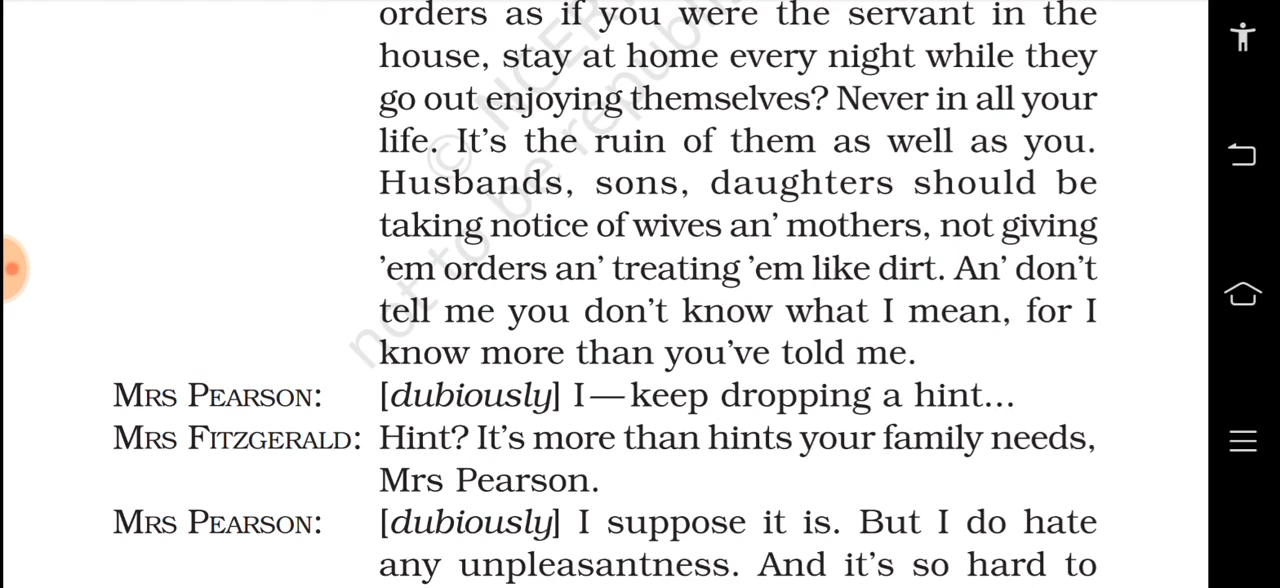 orders as if you were the servant in the
house, stay at home every night while they
go out enjoying themselves? Never in all your
life. It's the ruin of them as well as you.
Husbands, sons, daughters should be
taking notice of wives an' mothers, not giving
'em orders an' treating 'em like dirt. An' don't
tell me you don't know what I mean, for I
know more than you've told me.
MRS PEARSON: [dubiously] I—keep dropping a hint...
MRS FITZGERALD: Hint? It's more than hints your family needs,
Mrs Pearson.
MRS PEARSON: [dubiously] I suppose it is. But I do hate
any unpleasantness. And it's so hard to
© NCERT
not to be republi